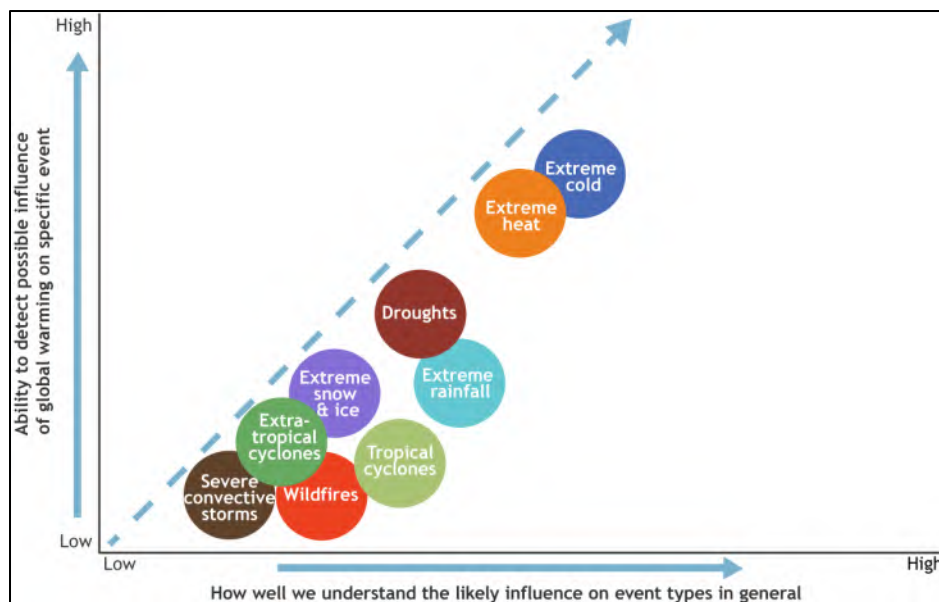 High
Ability to detect possible influence
of global warming on specific event
Extreme
cold
Extreme
heat
Droughts
Extreme
rainfall
Extreme
snow
& ice
Extra-
tropical
cyclones
Tropical
cyclones
Severe
convective
storms
Wildfires
Low
Low
High
How well we understand the likely influence on event types in general